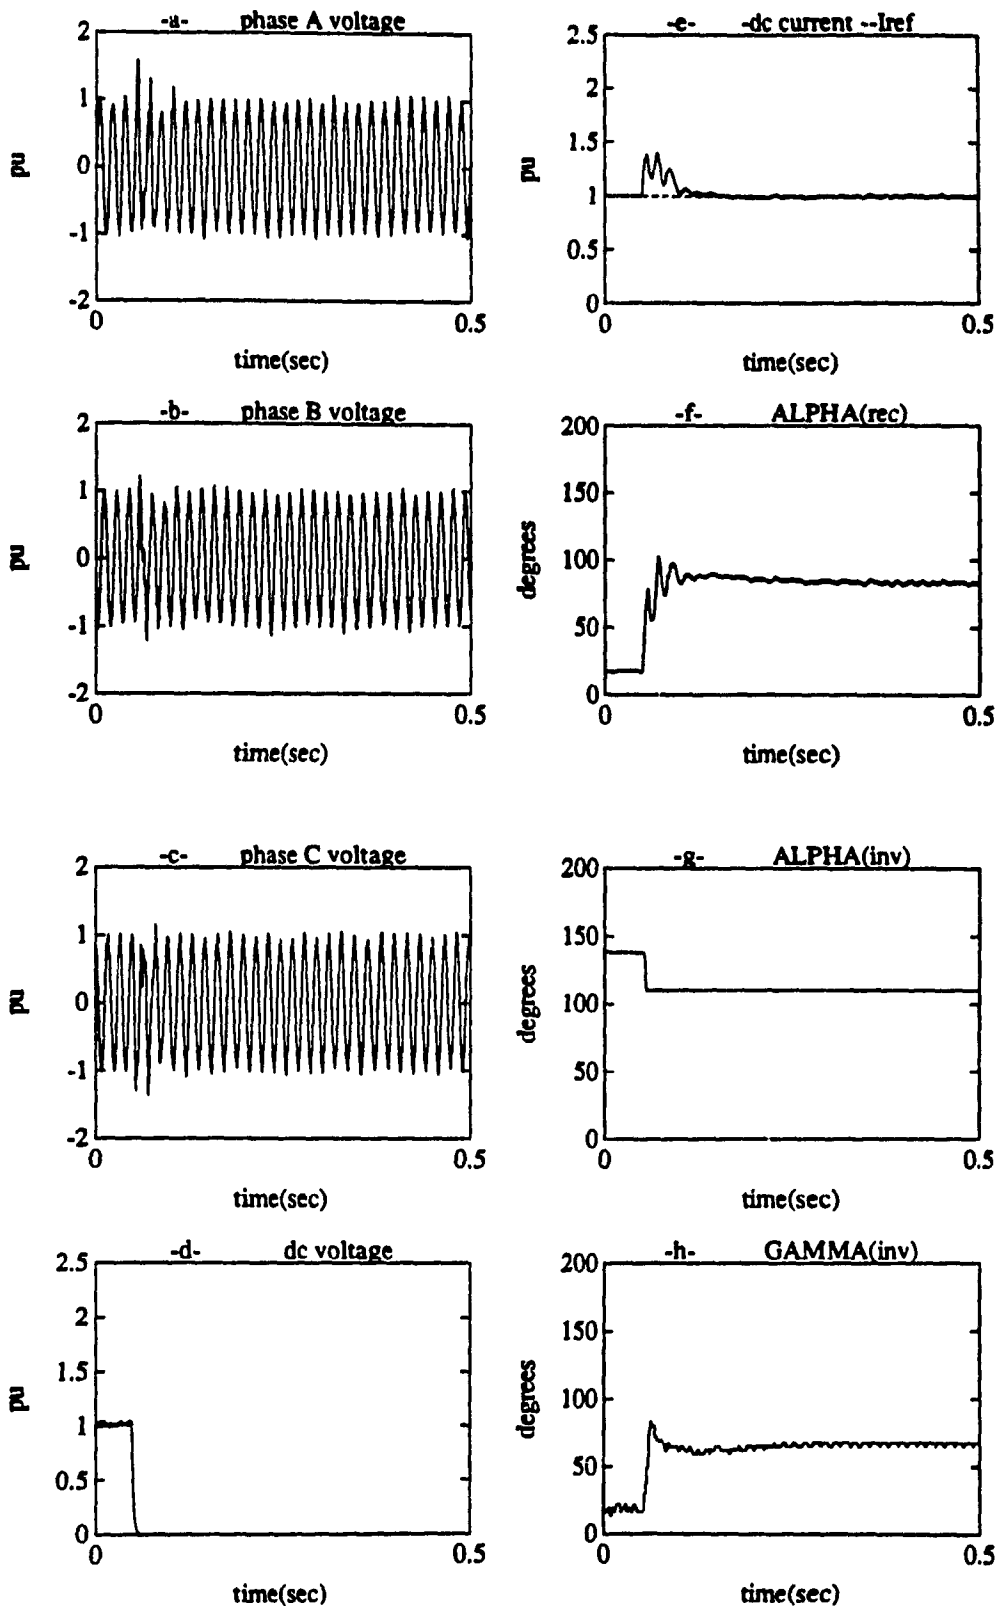 -a- phase A voltage
2
1
0
-1
-2
pu
0 0.5
time(sec)
-e- -dc current --Iref
2.5
2
1.5
1
0.5
0
pu
0 0.5
time(sec)
-b- phase B voltage
2
1
0
-1
-2
pu
0 0.5
time(sec)
-f- ALPHA(rec)
200
150
100
50
0
degrees
0 0.5
time(sec)
-c- phase C voltage
2
1
0
-1
-2
pu
0 0.5
time(sec)
-g- ALPHA(inv)
200
150
100
50
0
degrees
0 0.5
time(sec)
-d- dc voltage
2.5
2
1.5
1
0.5
0
pu
0 0.5
time(sec)
-h- GAMMA(inv)
200
150
100
50
0
degrees
0 0.5
time(sec)